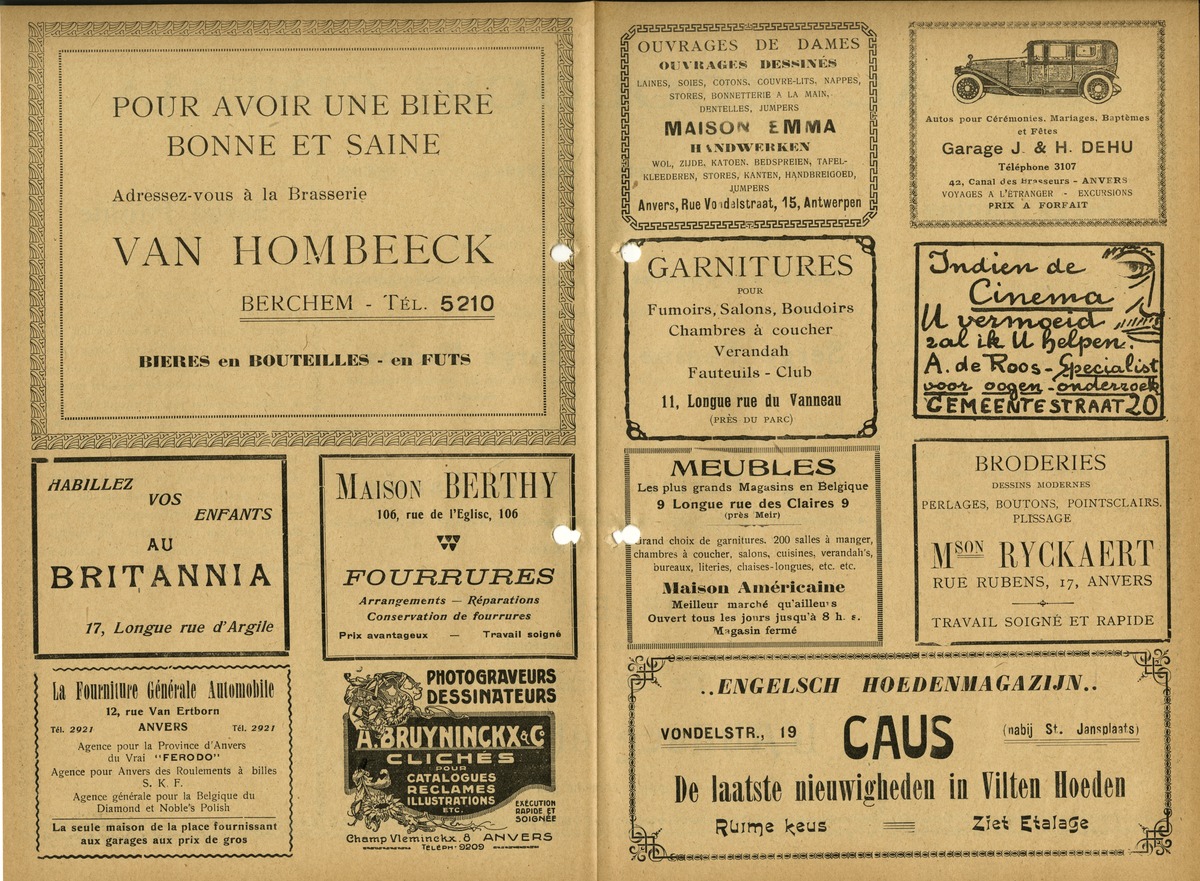 POUR AVOIR UNE BIÈRE
BONNE ET SAINE
Adressez-vous à la Brasserie
VAN HOMBEECK
BERCHEM - TÉL. 5210
BIERES en BOUTEILLES - en FUTS
HABILLEZ
VOS
ENFANTS
AU
BRITANNIA
17, Longue rue d'Argile
MAISON BERTHY
106, rue de l'Eglise, 106
FOURRURES
Arrangements — Réparations
Conservation de fourrures
Prix avantageux — Travail soigné
La Fourniture Générale Automobile
12, rue Van Ertborn
Tél. 2921 ANVERS Tél. 2921
Agence pour la Province d'Anvers
du Vrai "FERODO"
Agence pour Anvers des Roulements à billes
S. K. F.
Agence générale pour la Belgique du
Diamond et Noble's Polish
La seule maison de la place fournissant
aux garages aux prix de gros
PHOTOGRAVEURS
DESSINATEURS
A. BRUYNINCKX & Co
CLICHÉS
POUR
CATALOGUES
RECLAMES
ILLUSTRATIONS
ETC.
EXÉCUTION
RAPIDE ET
SOIGNÉE
Champ Vleminckx. 8 ANVERS
TÉLÉPH. 9209
OUVRAGES DE DAMES
OUVRAGES DESSINÉS
LAINES, SOIES, COTONS, COUVRE-LITS, NAPPES,
STORES, BONNETTERIE A LA MAIN,
DENTELLES, JUMPERS
MAISON EMMA
HANDWERKEN
WOL, ZIJDE, KATOEN, BEDSPREIEN, TAFEL-
KLEEDEREN, STORES, KANTEN, HANDBREIGOED,
JUMPERS
Anvers, Rue Vondelstraat, 15, Antwerpen
Autos pour Cérémonies, Mariages, Baptêmes
et Fêtes
Garage J. & H. DEHU
Téléphone 3107
42, Canal des Brasseurs - ANVERS
VOYAGES A L'ÉTRANGER - EXCURSIONS
PRIX A FORFAIT
GARNITURES
POUR
Fumoirs, Salons, Boudoirs
Chambres à coucher
Verandah
Fauteuils - Club
11, Longue rue du Vanneau
(PRÈS DU PARC)
Indien de
Cinema
U vermoeid
zal ik U helpen.
A. de Roos - Specialist
voor oogen-onderzoek
GEMEENTESTRAAT 20
MEUBLES
Les plus grands Magasins en Belgique
9 Longue rue des Claires 9
(près Meir)
Grand choix de garnitures. 200 salles à manger,
chambres à coucher, salons, cuisines, verandah's,
bureaux, literies, chaises-longues, etc. etc.
Maison Américaine
Meilleur marché qu'ailleurs
Ouvert tous les jours jusqu'à 8 h. s.
Magasin fermé
BRODERIES
DESSINS MODERNES
PERLAGES, BOUTONS, POINTSCLAIRS,
PLISSAGE
MSON RYCKAERT
RUE RUBENS, 17, ANVERS
TRAVAIL SOIGNÉ ET RAPIDE
..ENGELSCH HOEDENMAGAZIJN..
VONDELSTR., 19 CAUS (nabij St. Jansplaats)
De laatste nieuwigheden in Vilten Hoeden
Ruime keus Ziet Etalage